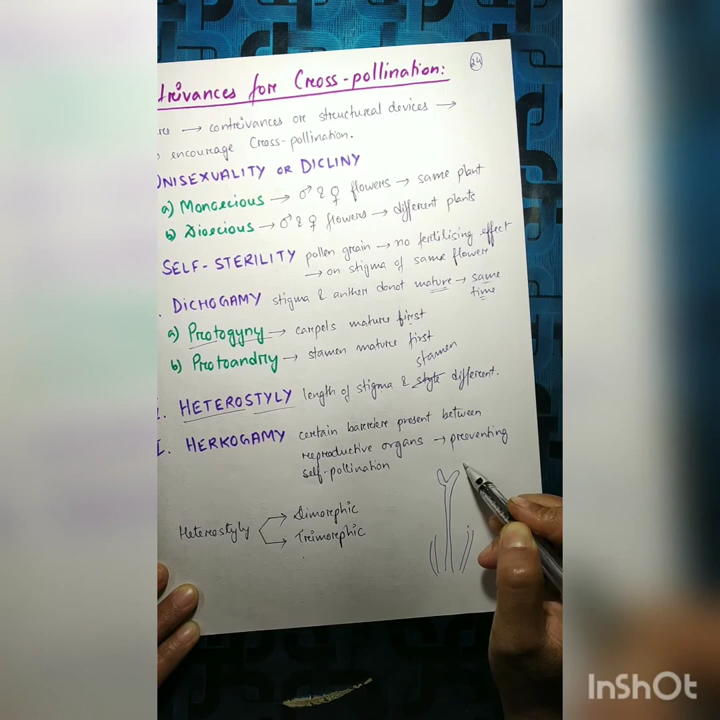 trivances for Cross-pollination:
24
res → contrivances or structural devices →
encourage Cross-pollination.
NISEXUALITY OR DICLINY
a) Monoecious → ♂ & ♀ flowers → same plant
b) Dioecious → ♂ & ♀ flowers → different plants
SELF-STERILITY pollen grain → no fertilising effect
→ on stigma of same flower
. DICHOGAMY stigma & anther donot mature → same
time
a) Protogyny → carpels mature first
b) Protoandry → stamen mature first
stamen
. HETEROSTYLY length of stigma & style different.
I. HERKOGAMY certain barriers present between
reproductive organs → preventing
self-pollination
Heterostyly
Dimorphic
Trimorphic
InShOt